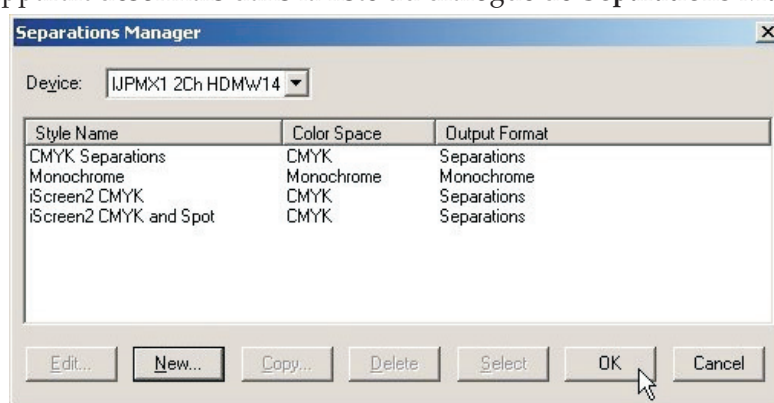 Separations Manager
Device: IJPMX1 2Ch HDMW14
Style Name Color Space Output Format
CMYK Separations CMYK Separations
Monochrome Monochrome Monochrome
iScreen2 CMYK CMYK Separations
iScreen2 CMYK and Spot CMYK Separations
Edit... New... Copy... Delete Select OK Cancel